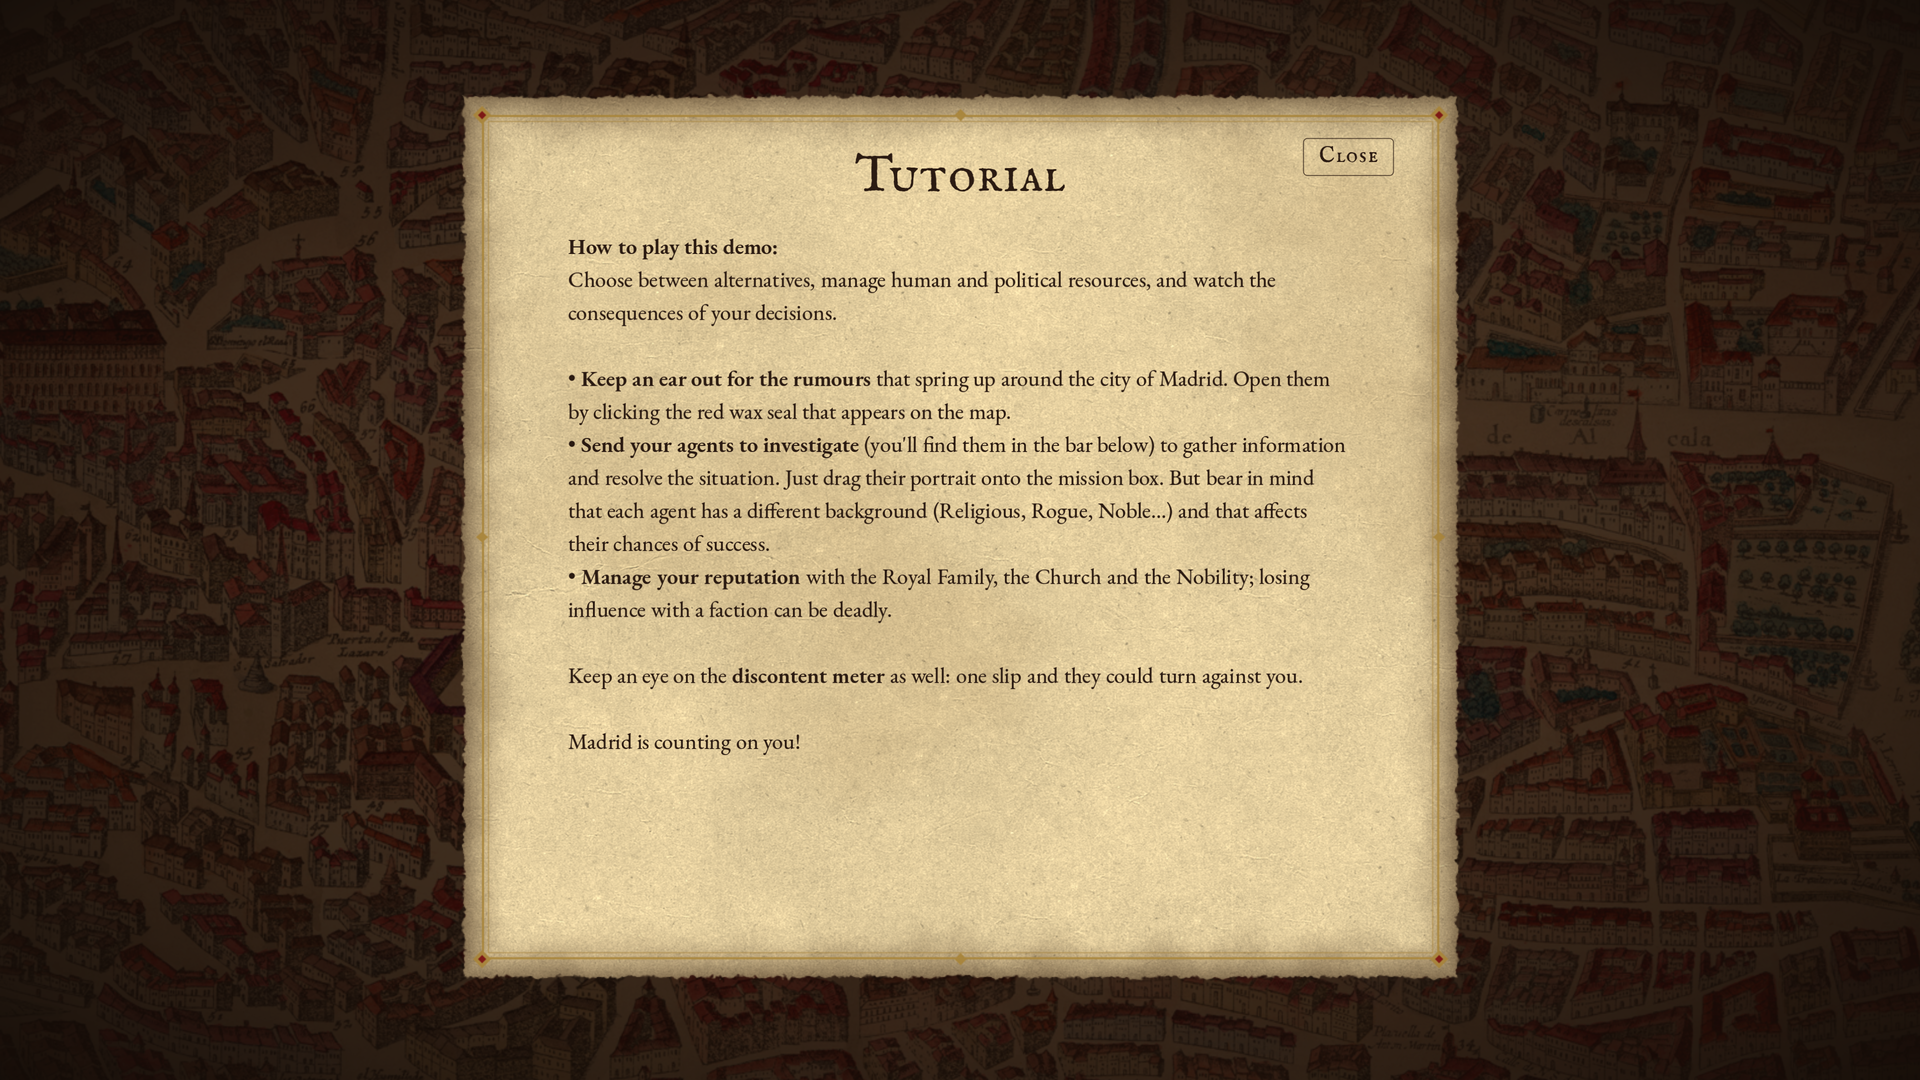 Tutorial
Close
How to play this demo:
Choose between alternatives, manage human and political resources, and watch the
consequences of your decisions.
• Keep an ear out for the rumours that spring up around the city of Madrid. Open them
by clicking the red wax seal that appears on the map.
• Send your agents to investigate (you'll find them in the bar below) to gather information
and resolve the situation. Just drag their portrait onto the mission box. But bear in mind
that each agent has a different background (Religious, Rogue, Noble...) and that affects
their chances of success.
• Manage your reputation with the Royal Family, the Church and the Nobility; losing
influence with a faction can be deadly.
Keep an eye on the discontent meter as well: one slip and they could turn against you.
Madrid is counting on you!
de Al cala